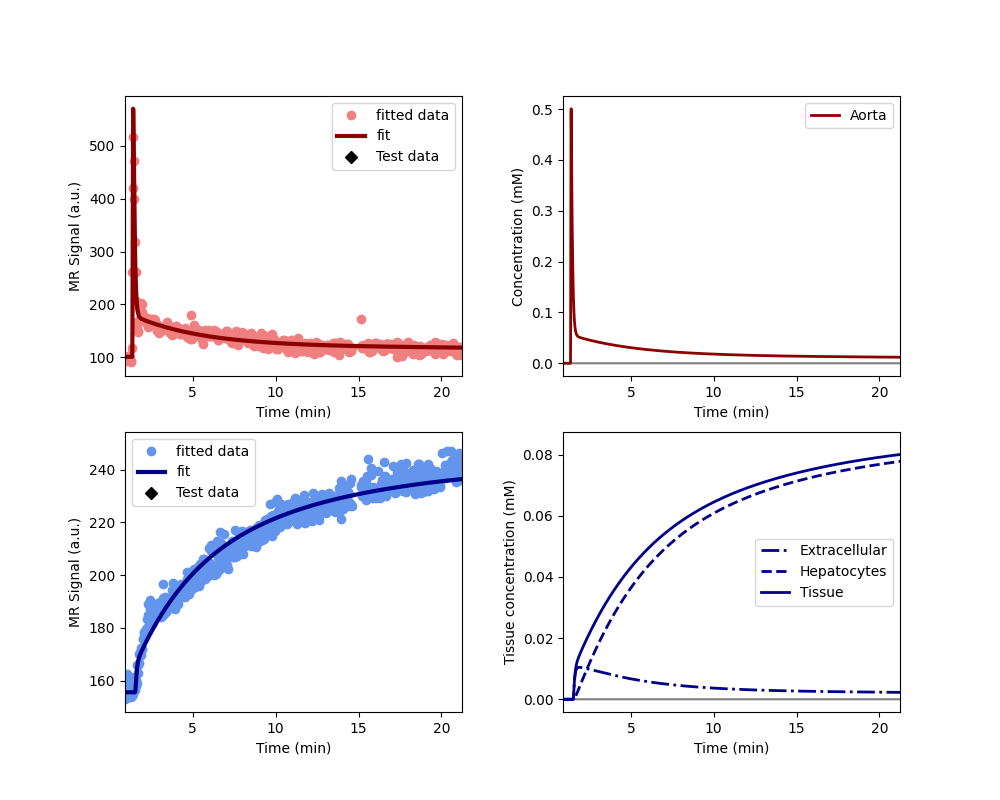 MR Signal (a.u.)
500
400
300
200
100
5
10
15
20
Time (min)
fitted data
fit
Test data
Concentration (mM)
0.5
0.4
0.3
0.2
0.1
0.0
5
10
15
20
Time (min)
Aorta
MR Signal (a.u.)
240
220
200
180
160
5
10
15
20
Time (min)
fitted data
fit
Test data
Tissue concentration (mM)
0.08
0.06
0.04
0.02
0.00
5
10
15
20
Time (min)
Extracellular
Hepatocytes
Tissue